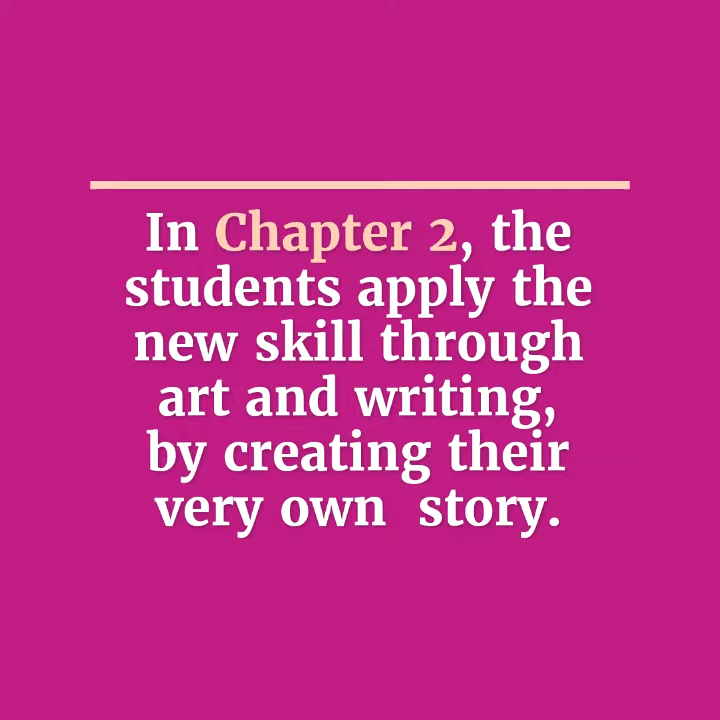 In Chapter 2, the
students apply the
new skill through
art and writing,
by creating their
very own  story.